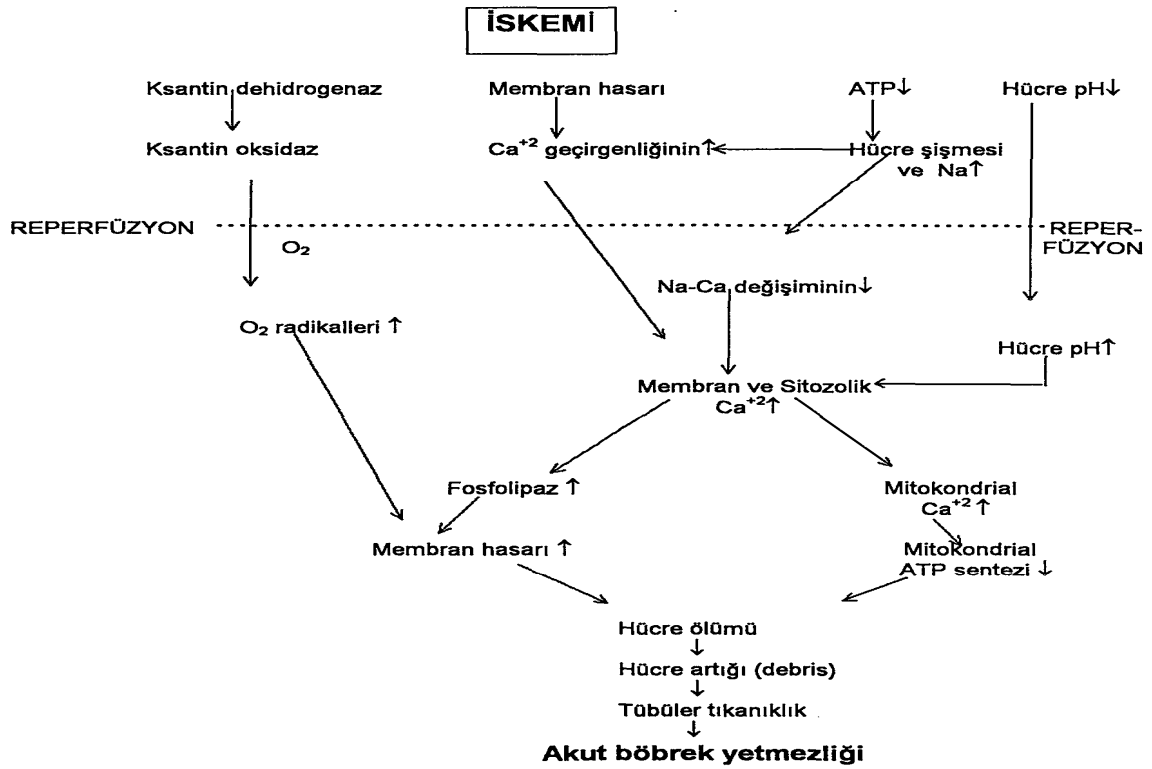 İSKEMİ
Ksantin dehidrogenaz
Membran hasarı
ATP↓
Hücre pH↓
Ksantin oksidaz
Ca+2 geçirgenliğinin↑
Hücre şişmesi
ve Na↑
REPERFÜZYON
REPER-
FÜZYON
O2
Na-Ca değişiminin↓
O2 radikalleri ↑
Hücre pH↑
Membran ve Sitozolik
Ca+2↑
Fosfolipaz ↑
Mitokondrial
Ca+2↑
Membran hasarı ↑
Mitokondrial
ATP sentezi ↓
Hücre ölümü
Hücre artığı (debris)
Tübüler tıkanıklık
Akut böbrek yetmezliği